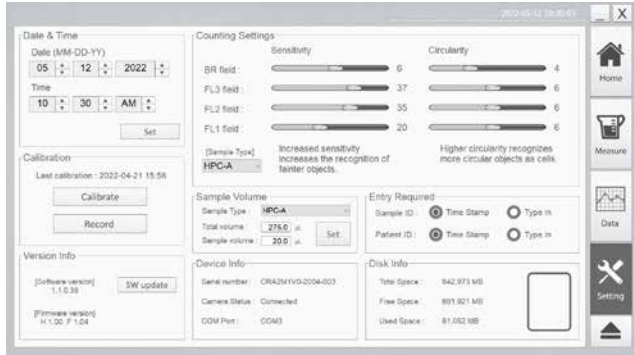 Date & Time
Date (MM-DD-YY)
05 12 2022
Time
10 30 AM
Set
Calibration
Last calibration : 2022-04-21 15:56
Calibrate
Record
Version Info
[Software version]
1.1.0.36
SW update
[Firmware version]
H 1.00 F 1.04
Counting Settings
Sensitivity Circularity
BR field : 6 4
FL3 field : 37 6
FL2 field : 35 6
FL1 field : 20 6
[Sample Type]
HPC-A
Increased sensitivity
Increases the recognition of
fainter objects.
Higher circularity recognizes
more circular objects as cells.
Sample Volume
Sample Type : HPC-A
Total volume : 276.0
Sample volume : 20.0
Set
Entry Required
Sample ID : Time Stamp Type in
Patient ID : Time Stamp Type in
Device Info
Serial number :
Camera Status : Connected
COM Port : COM3
Disk Info
Total Space :
Free Space :
Used Space :
X
Home
Measure
Data
Setting